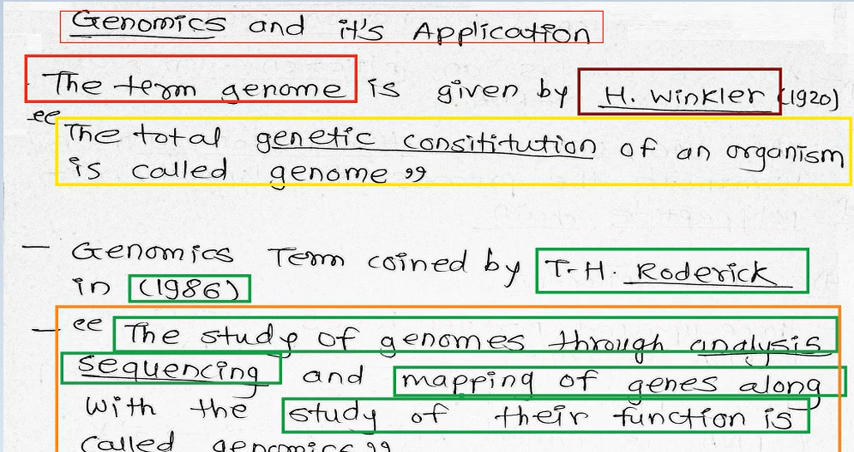 Genomics and it's Application
The term genome is given by H. Winkler (1920)
"The total genetic consititution of an organism
is called genome"
— Genomics Term coined by T.H. Roderick
in (1986)
— "The study of genomes through analysis
sequencing and mapping of genes along
with the study of their function is
called genomics"